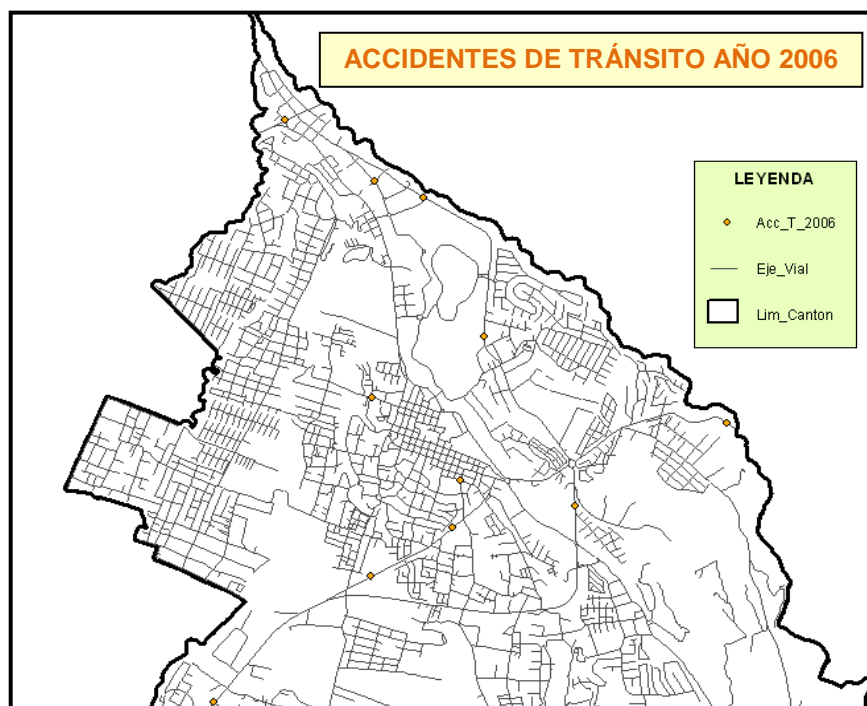 ACCIDENTES DE TRÁNSITO AÑO 2006
LEYENDA
Acc_T_2006
Eje_Vial
Lim_Canton